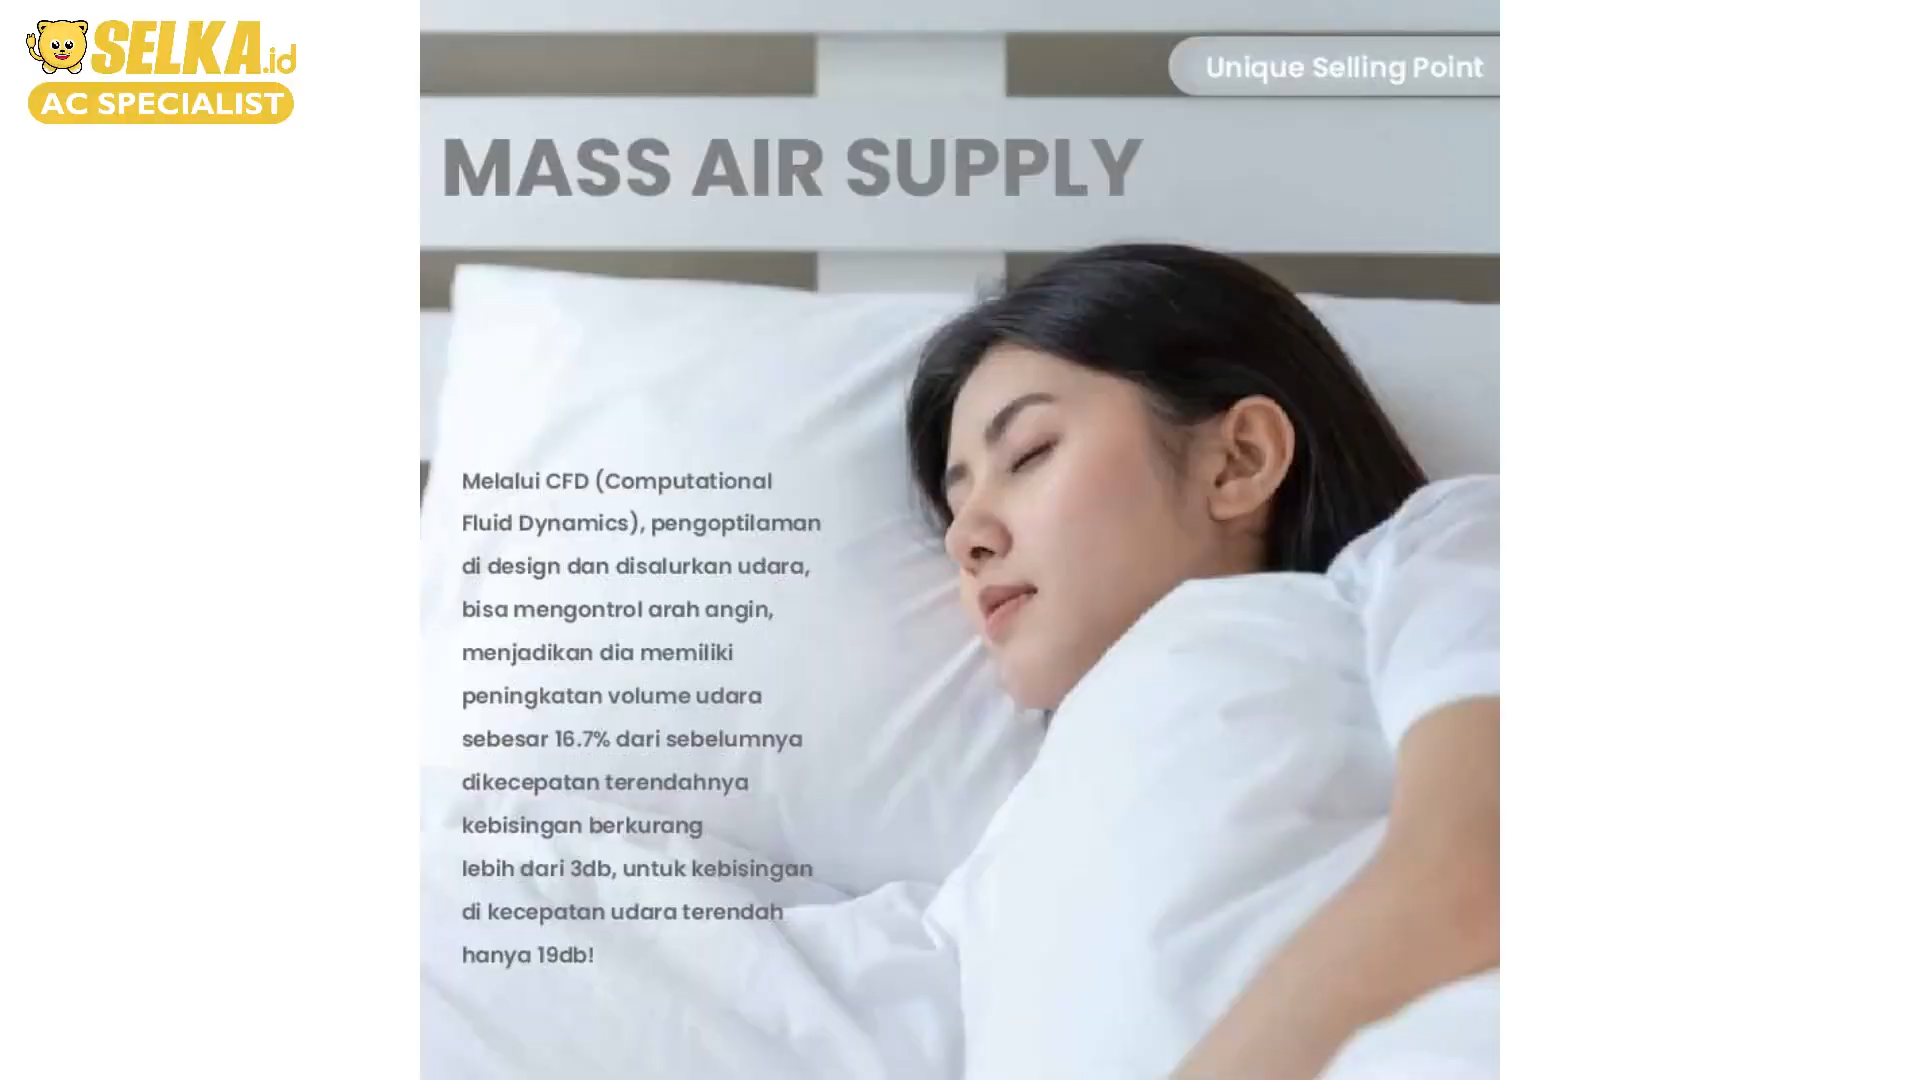 SELKA.id
AC SPECIALIST
Unique Selling Point
MASS AIR SUPPLY
Melalui CFD (Computational
Fluid Dynamics), pengoptilaman
di design dan disalurkan udara,
bisa mengontrol arah angin,
menjadikan dia memiliki
peningkatan volume udara
sebesar 16.7% dari sebelumnya
dikecepatan terendahnya
kebisingan berkurang
lebih dari 3db, untuk kebisingan
di kecepatan udara terendah
hanya 19db!